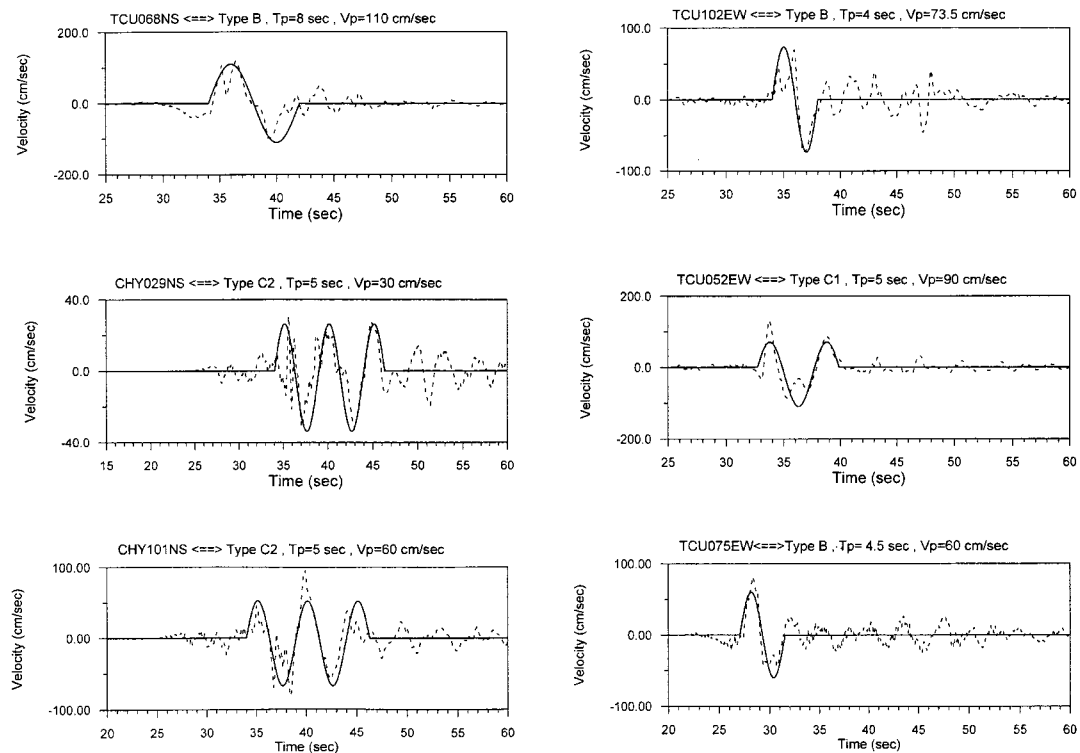 TCU068NS <==> Type B , Tp=8 sec , Vp=110 cm/sec
200.0
0.0
-200.0
Velocity (cm/sec)
25 30 35 40 45 50 55 60
Time (sec)
TCU102EW <==> Type B , Tp=4 sec , Vp=73.5 cm/sec
100.0
0.0
-100.0
Velocity (cm/sec)
25 30 35 40 45 50 55 60
Time (sec)
CHY029NS <==> Type C2 , Tp=5 sec , Vp=30 cm/sec
40.0
0.0
-40.0
Velocity (cm/sec)
15 20 25 30 35 40 45 50 55 60
Time (sec)
TCU052EW <==> Type C1 , Tp=5 sec , Vp=90 cm/sec
200.0
0.0
-200.0
Velocity (cm/sec)
25 30 35 40 45 50 55 60
Time (sec)
CHY101NS <==> Type C2 , Tp=5 sec , Vp=60 cm/sec
100.00
0.00
-100.00
Velocity (cm/sec)
20 25 30 35 40 45 50 55 60
Time (sec)
TCU075EW<==>Type B , Tp= 4.5 sec , Vp=60 cm/sec
100.00
0.00
-100.00
Velocity (cm/sec)
20 25 30 35 40 45 50 55 60
Time (sec)